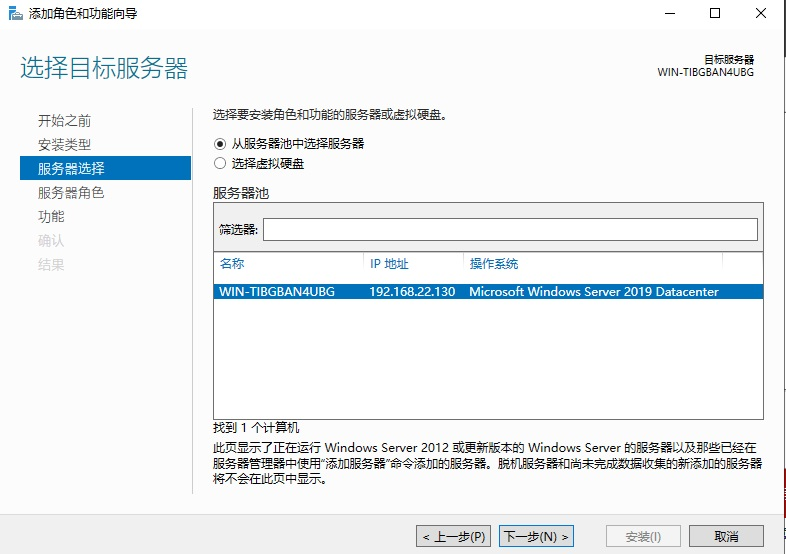 添加角色和功能向导
选择目标服务器
目标服务器
WIN-TIBGBAN4UBG
开始之前
安装类型
服务器选择
服务器角色
功能
确认
结果
选择要安装角色和功能的服务器或虚拟硬盘。
从服务器池中选择服务器
选择虚拟硬盘
服务器池
筛选器:
名称 IP 地址 操作系统
WIN-TIBGBAN4UBG 192.168.22.130 Microsoft Windows Server 2019 Datacenter
找到 1 个计算机
此页显示了正在运行 Windows Server 2012 或更新版本的 Windows Server 的服务器以及那些已经在
服务器管理器中使用"添加服务器"命令添加的服务器。脱机服务器和尚未完成数据收集的新添加的服务器
将不会在此页中显示。
< 上一步(P) 下一步(N) > 安装(I) 取消